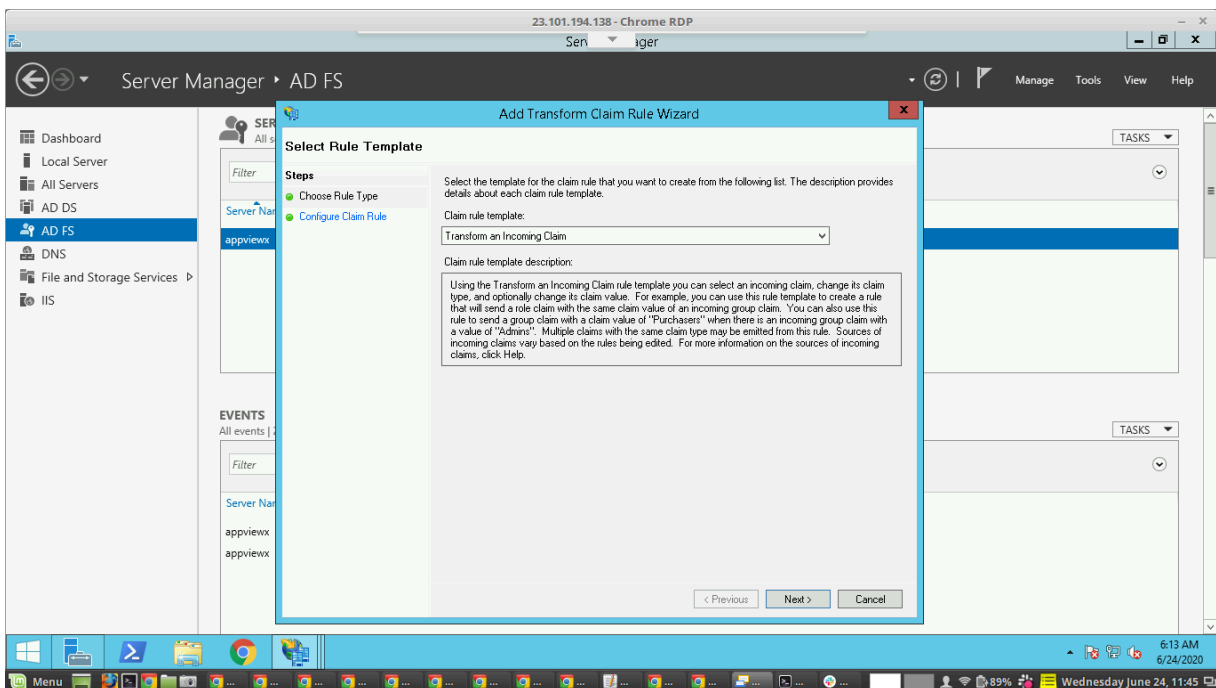 23.101.194.138 - Chrome RDP
Server Manager ‣ AD FS
Manage Tools View Help
Dashboard
Local Server
All Servers
AD DS
AD FS
DNS
File and Storage Services
IIS
TASKS
Filter
appviewx
EVENTS
All events |
TASKS
Filter
appviewx
appviewx
Add Transform Claim Rule Wizard
Select Rule Template
Steps
Choose Rule Type
Configure Claim Rule
Select the template for the claim rule that you want to create from the following list. The description provides
details about each claim rule template.
Claim rule template:
Transform an Incoming Claim
Claim rule template description:
Using the Transform an Incoming Claim rule template you can select an incoming claim, change its claim
type, and optionally change its claim value. For example, you can use this rule template to create a rule
that will send a role claim with the same claim value of an incoming group claim. You can also use this
rule to send a group claim with a claim value of "Purchasers" when there is an incoming group claim with
a value of "Admins". Multiple claims with the same claim type may be emitted from this rule. Sources of
incoming claims vary based on the rules being edited. For more information on the sources of incoming
claims, click Help.
< Previous Next > Cancel
6:13 AM
6/24/2020
Menu
89%
Wednesday June 24, 11:45